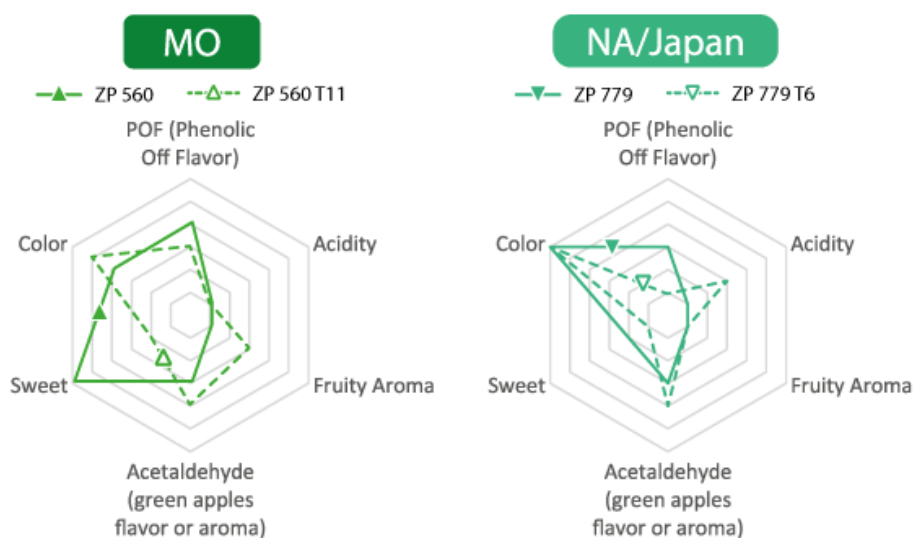 MO
ZP 560
ZP 560 T11
POF (Phenolic
Off Flavor)
Color
Acidity
Sweet
Fruity Aroma
Acetaldehyde
(green apples
flavor or aroma)
NA/Japan
ZP 779
ZP 779 T6
POF (Phenolic
Off Flavor)
Color
Acidity
Sweet
Fruity Aroma
Acetaldehyde
(green apples
flavor or aroma)